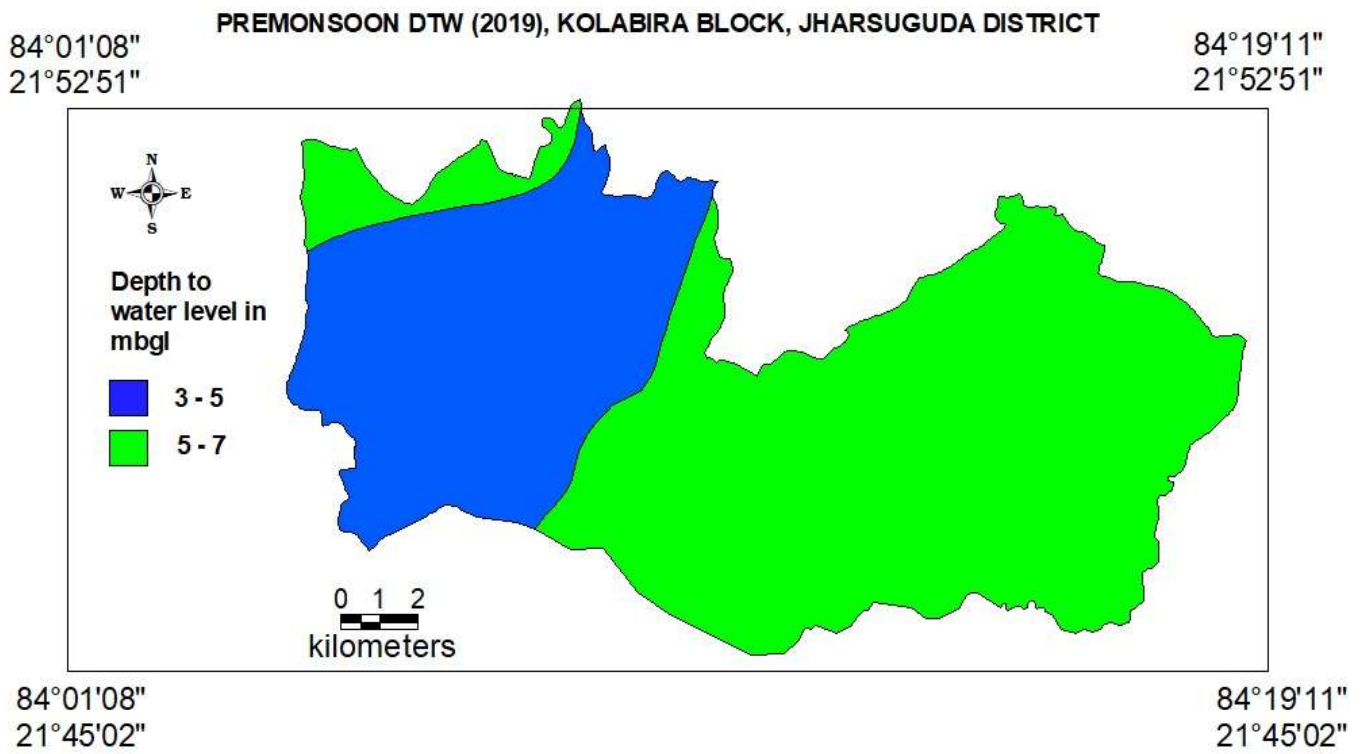 PREMONSOON DTW (2019), KOLABIRA BLOCK, JHARSUGUDA DISTRICT
84°01'08"
21°52'51"
84°19'11"
21°52'51"
N
W E
S
Depth to
water level in
mbgl
3 - 5
5 - 7
0 1 2
kilometers
84°01'08"
21°45'02"
84°19'11"
21°45'02"